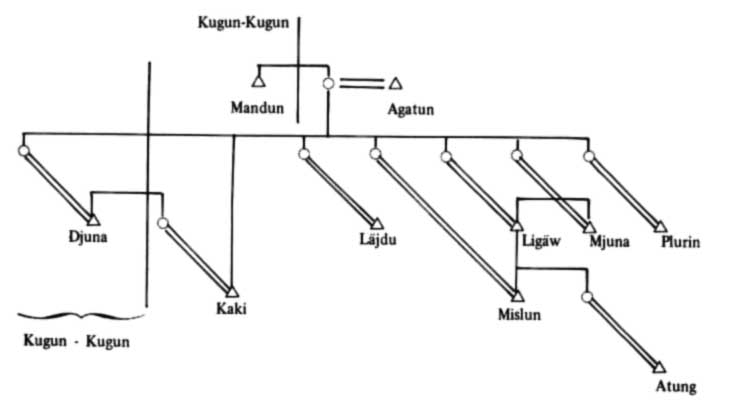 Kugun-Kugun
Mandun
Agatun
Djuna
Läjdu
Ligäw
Mjuna
Plurin
Kaki
Mislun
Kugun - Kugun
Atung